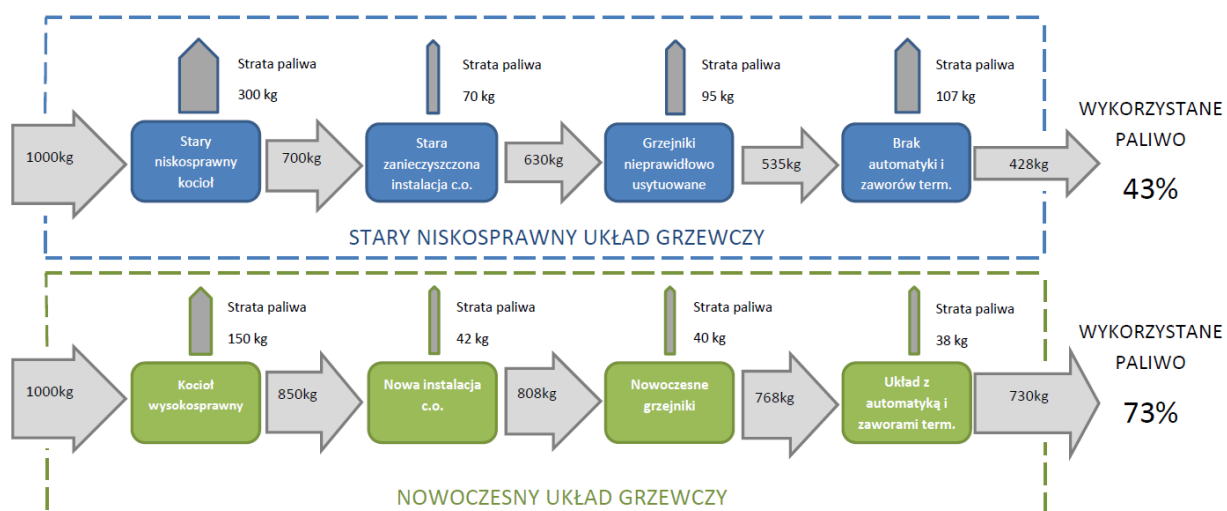 Strata paliwa
300 kg
Strata paliwa
70 kg
Strata paliwa
95 kg
Strata paliwa
107 kg
1000kg
Stary
niskosprawny
kocioł
700kg
Stara
zanieczyszczona
instalacja c.o.
630kg
Grzejniki
nieprawidłowo
usytuowane
535kg
Brak
automatyki i
zaworów term.
428kg
WYKORZYSTANE
PALIWO
43%
STARY NISKOSPRAWNY UKŁAD GRZEWCZY
Strata paliwa
150 kg
Strata paliwa
42 kg
Strata paliwa
40 kg
Strata paliwa
38 kg
1000kg
Kocioł
wysokosprawny
850kg
Nowa instalacja
c.o.
808kg
Nowoczesne
grzejniki
768kg
Układ z
automatyką i
zaworami term.
730kg
WYKORZYSTANE
PALIWO
73%
NOWOCZESNY UKŁAD GRZEWCZY